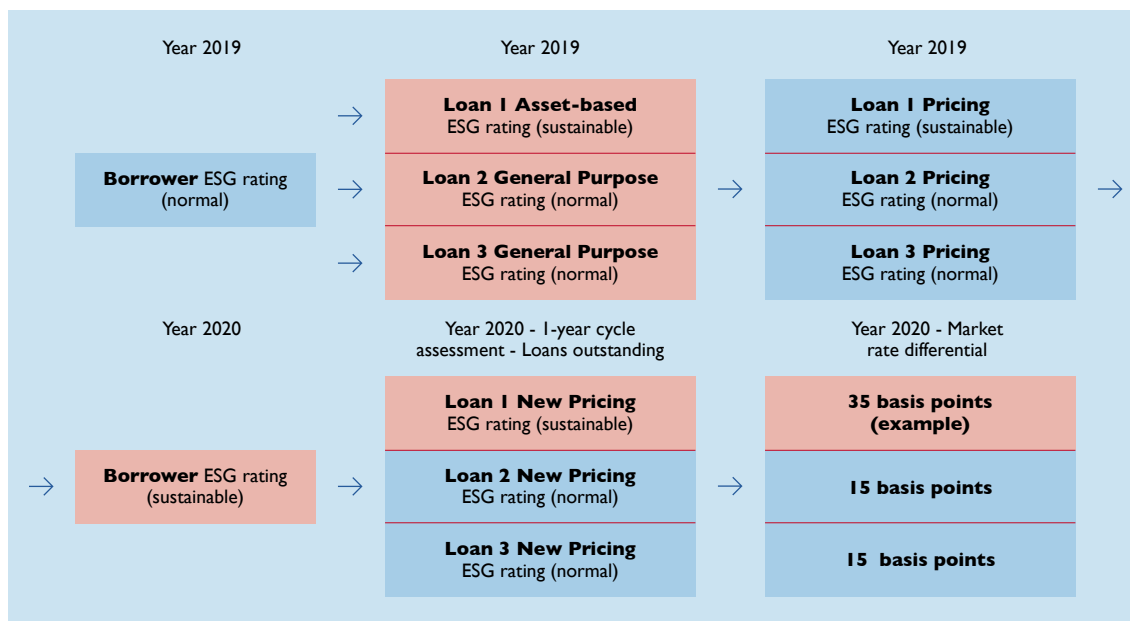 Year 2019
Year 2019
Year 2019
Borrower ESG rating
(normal)
Loan 1 Asset-based
ESG rating (sustainable)
Loan 2 General Purpose
ESG rating (normal)
Loan 3 General Purpose
ESG rating (normal)
Loan 1 Pricing
ESG rating (sustainable)
Loan 2 Pricing
ESG rating (normal)
Loan 3 Pricing
ESG rating (normal)
Year 2020
Year 2020 - 1-year cycle
assessment - Loans outstanding
Year 2020 - Market
rate differential
Borrower ESG rating
(sustainable)
Loan 1 New Pricing
ESG rating (sustainable)
Loan 2 New Pricing
ESG rating (normal)
Loan 3 New Pricing
ESG rating (normal)
35 basis points
(example)
15 basis points
15 basis points